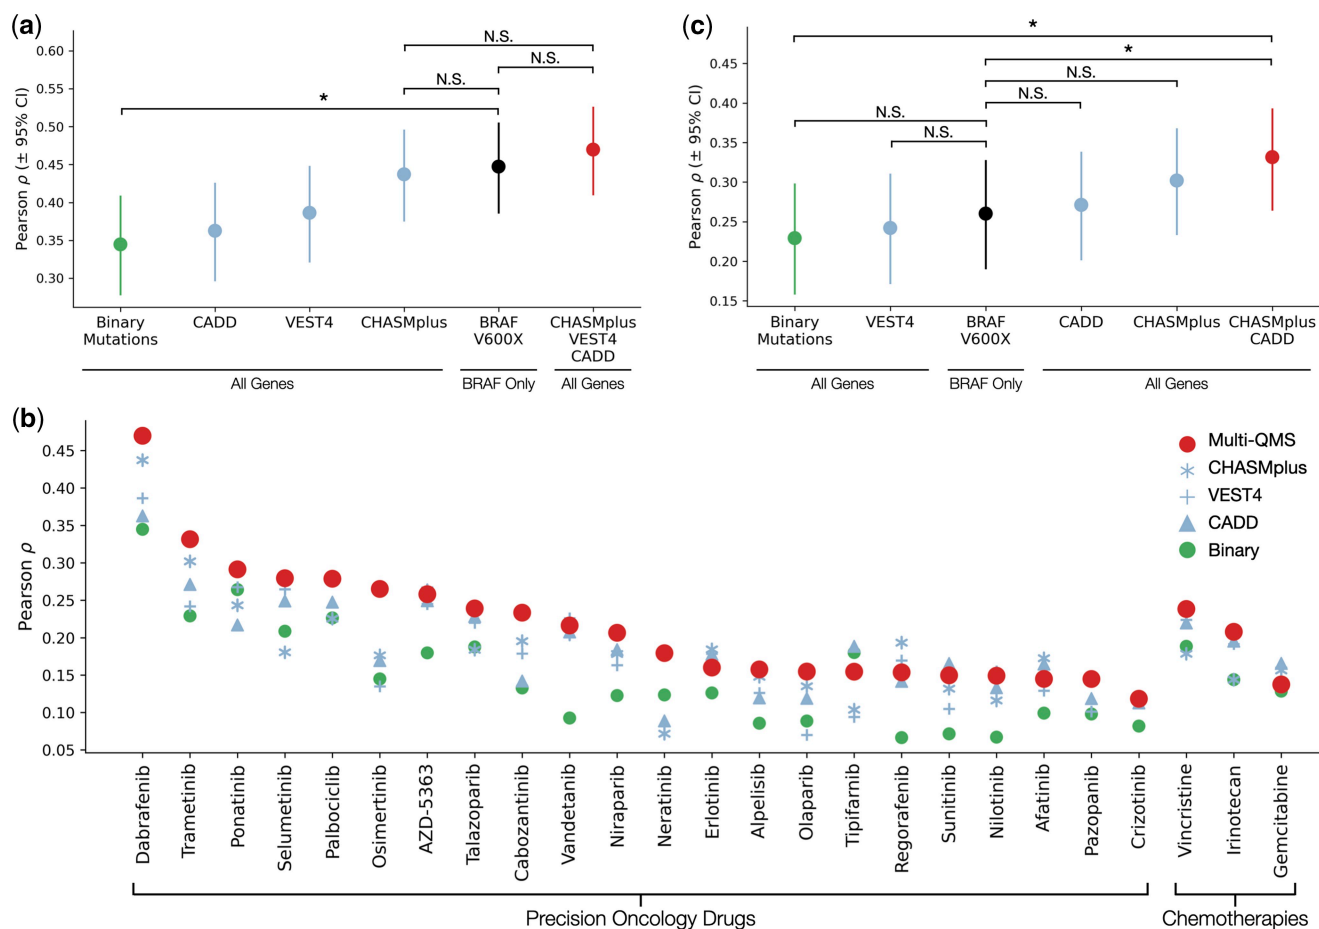 (a)
N.S.
N.S.
N.S.
*
Pearson ρ (± 95% CI)
0.60
0.55
0.50
0.45
0.40
0.35
0.30
Binary
Mutations
CADD
VEST4
CHASMplus
BRAF
V600X
CHASMplus
VEST4
CADD
All Genes
BRAF Only
All Genes
(c)
*
*
N.S.
N.S.
N.S.
N.S.
Pearson ρ (± 95% CI)
0.45
0.40
0.35
0.30
0.25
0.20
0.15
Binary
Mutations
VEST4
BRAF
V600X
CADD
CHASMplus
CHASMplus
CADD
All Genes
BRAF Only
All Genes
(b)
Pearson ρ
0.45
0.40
0.35
0.30
0.25
0.20
0.15
0.10
0.05
Multi-QMS
CHASMplus
VEST4
CADD
Binary
Dabrafenib
Trametinib
Ponatinib
Selumetinib
Palbociclib
Osimertinib
AZD-5363
Talazoparib
Cabozantinib
Vandetanib
Niraparib
Neratinib
Erlotinib
Alpelisib
Olaparib
Tipifarnib
Regorafenib
Sunitinib
Nilotinib
Afatinib
Pazopanib
Crizotinib
Vincristine
Irinotecan
Gemcitabine
Precision Oncology Drugs
Chemotherapies